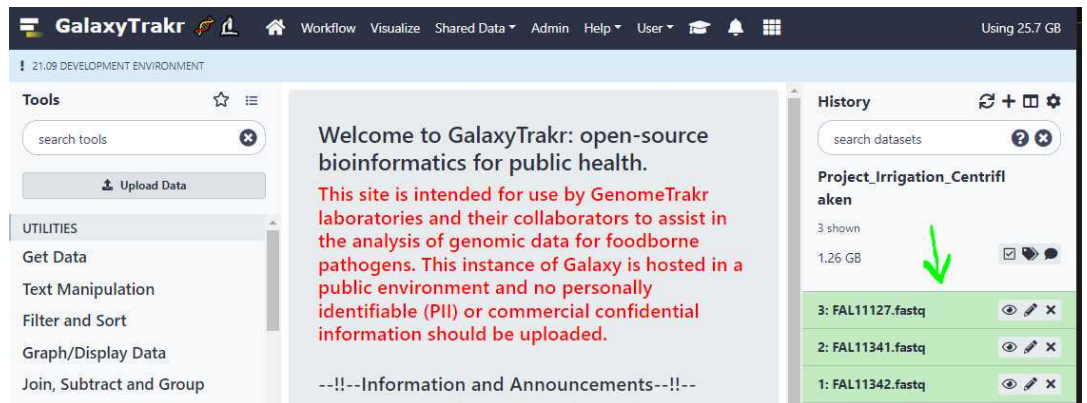 GalaxyTrakr Workflow Visualize Shared Data Admin Help User Using 25.7 GB
! 21.09 DEVELOPMENT ENVIRONMENT
Tools
search tools
Upload Data
UTILITIES
Get Data
Text Manipulation
Filter and Sort
Graph/Display Data
Join, Subtract and Group
Welcome to GalaxyTrakr: open-source
bioinformatics for public health.
This site is intended for use by GenomeTrakr
laboratories and their collaborators to assist in
the analysis of genomic data for foodborne
pathogens. This instance of Galaxy is hosted in a
public environment and no personally
identifiable (PII) or commercial confidential
information should be uploaded.
--!!--Information and Announcements--!!--
History
search datasets
Project_Irrigation_Centrifl
aken
3 shown
1.26 GB
3: FAL11127.fastq
2: FAL11341.fastq
1: FAL11342.fastq